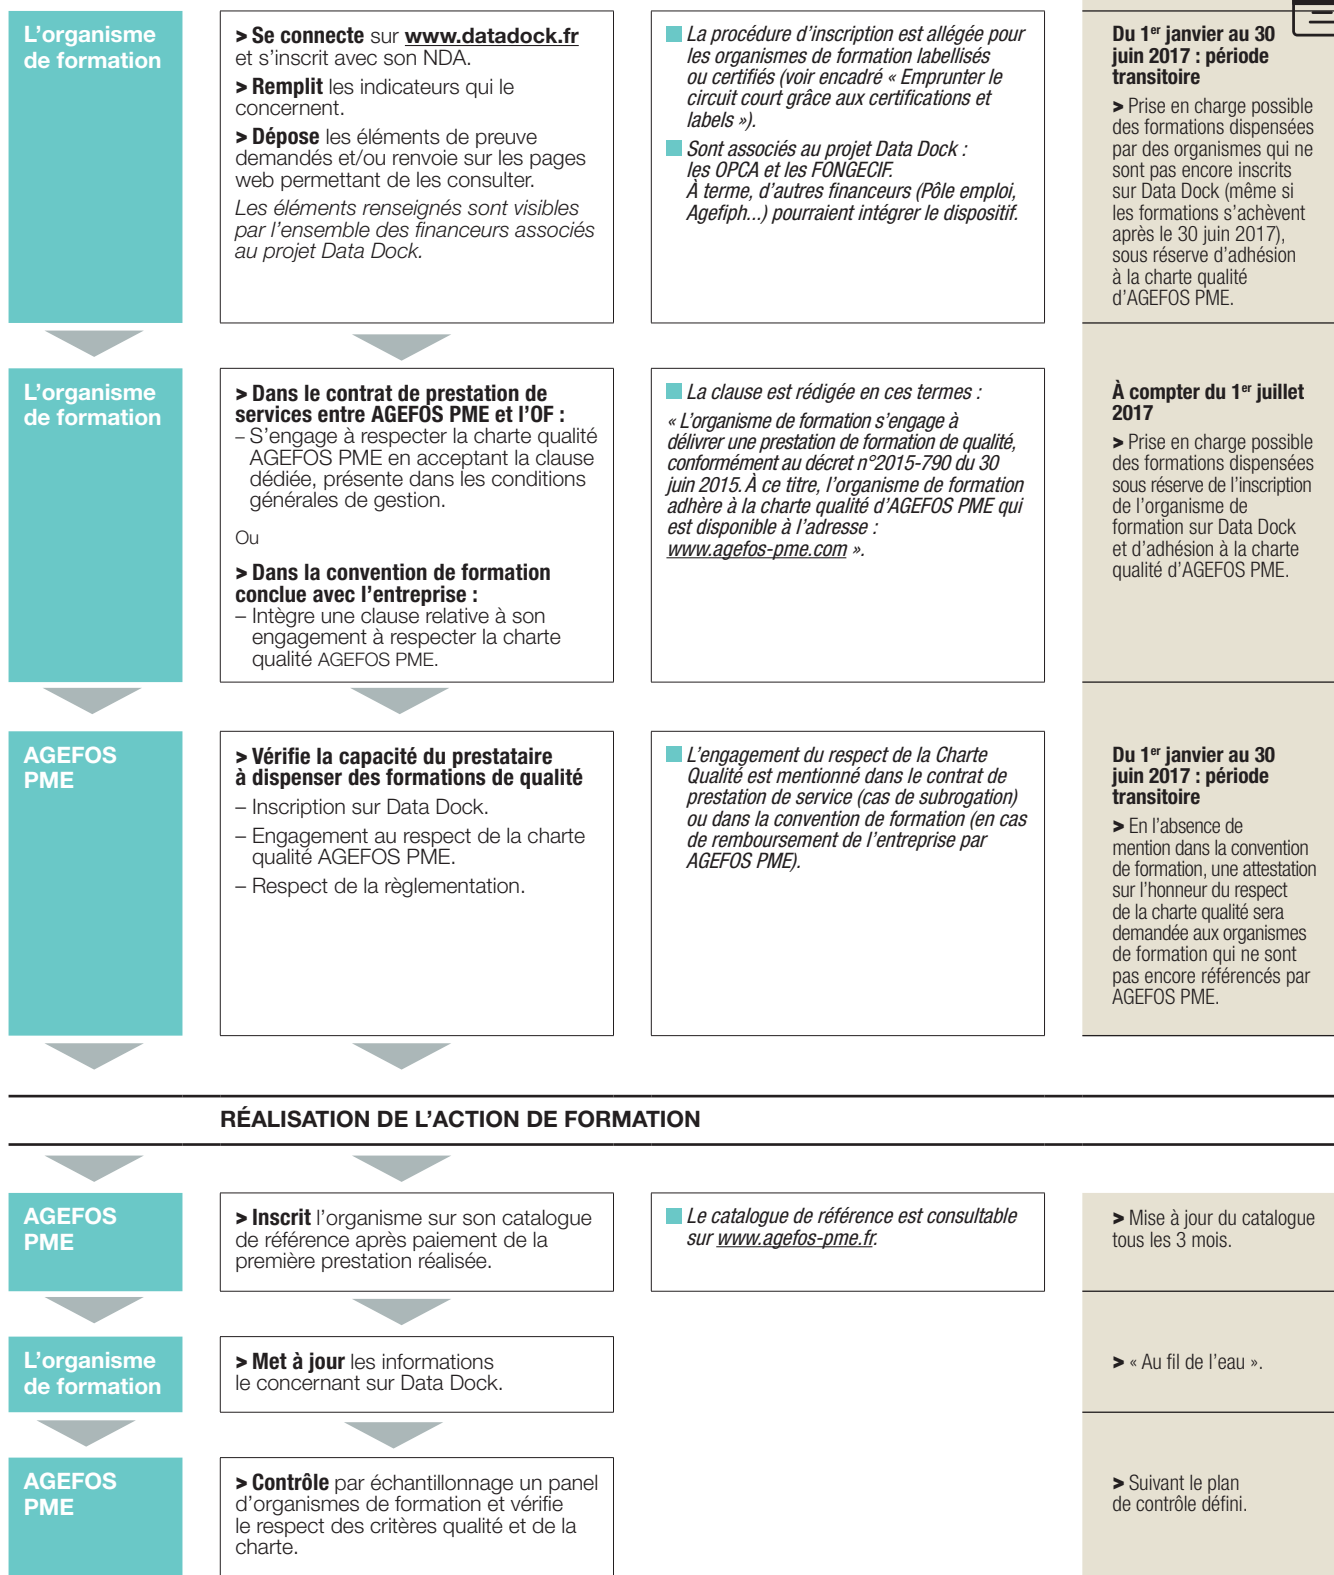 L'organisme
de formation
> Se connecte sur www.datadock.fr
et s'inscrit avec son NDA.
> Remplit les indicateurs qui le
concernent.
> Dépose les éléments de preuve
demandés et/ou renvoie sur les pages
web permettant de les consulter.
Les éléments renseignés sont visibles
par l'ensemble des financeurs associés
au projet Data Dock.
La procédure d'inscription est allégée pour
les organismes de formation labellisés
ou certifiés (voir encadré « Emprunter le
circuit court grâce aux certifications et
labels »).
Sont associés au projet Data Dock :
les OPCA et les FONGECIF.
À terme, d'autres financeurs (Pôle emploi,
Agefiph...) pourraient intégrer le dispositif.
Du 1er janvier au 30
juin 2017 : période
transitoire
> Prise en charge possible
des formations dispensées
par des organismes qui ne
sont pas encore inscrits
sur Data Dock (même si
les formations s'achèvent
après le 30 juin 2017),
sous réserve d'adhésion
à la charte qualité
d'AGEFOS PME.
L'organisme
de formation
> Dans le contrat de prestation de
services entre AGEFOS PME et l'OF :
– S'engage à respecter la charte qualité
AGEFOS PME en acceptant la clause
dédiée, présente dans les conditions
générales de gestion.
Ou
> Dans la convention de formation
conclue avec l'entreprise :
– Intègre une clause relative à son
engagement à respecter la charte
qualité AGEFOS PME.
La clause est rédigée en ces termes :
« L'organisme de formation s'engage à
délivrer une prestation de formation de qualité,
conformément au décret n°2015-790 du 30
juin 2015. À ce titre, l'organisme de formation
adhère à la charte qualité d'AGEFOS PME qui
est disponible à l'adresse :
www.agefos-pme.com ».
À compter du 1er juillet
2017
> Prise en charge possible
des formations dispensées
sous réserve de l'inscription
de l'organisme de
formation sur Data Dock
et d'adhésion à la charte
qualité d'AGEFOS PME.
AGEFOS
PME
> Vérifie la capacité du prestataire
à dispenser des formations de qualité
– Inscription sur Data Dock.
– Engagement au respect de la charte
qualité AGEFOS PME.
– Respect de la règlementation.
L'engagement du respect de la Charte
Qualité est mentionné dans le contrat de
prestation de service (cas de subrogation)
ou dans la convention de formation (en cas
de remboursement de l'entreprise par
AGEFOS PME).
Du 1er janvier au 30
juin 2017 : période
transitoire
> En l'absence de
mention dans la convention
de formation, une attestation
sur l'honneur du respect
de la charte qualité sera
demandée aux organismes
de formation qui ne sont
pas encore référencés par
AGEFOS PME.
RÉALISATION DE L'ACTION DE FORMATION
AGEFOS
PME
> Inscrit l'organisme sur son catalogue
de référence après paiement de la
première prestation réalisée.
Le catalogue de référence est consultable
sur www.agefos-pme.fr.
> Mise à jour du catalogue
tous les 3 mois.
L'organisme
de formation
> Met à jour les informations
le concernant sur Data Dock.
> « Au fil de l'eau ».
AGEFOS
PME
> Contrôle par échantillonnage un panel
d'organismes de formation et vérifie
le respect des critères qualité et de la
charte.
> Suivant le plan
de contrôle défini.